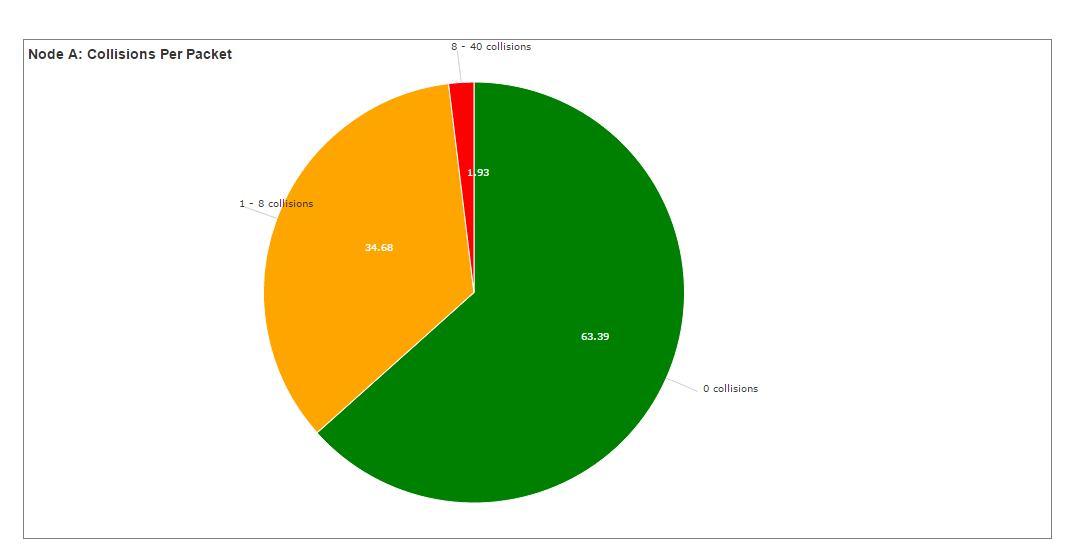 Node A: Collisions Per Packet
8 - 40 collisions
1.93
1 - 8 collisions
34.68
63.39
0 collisions